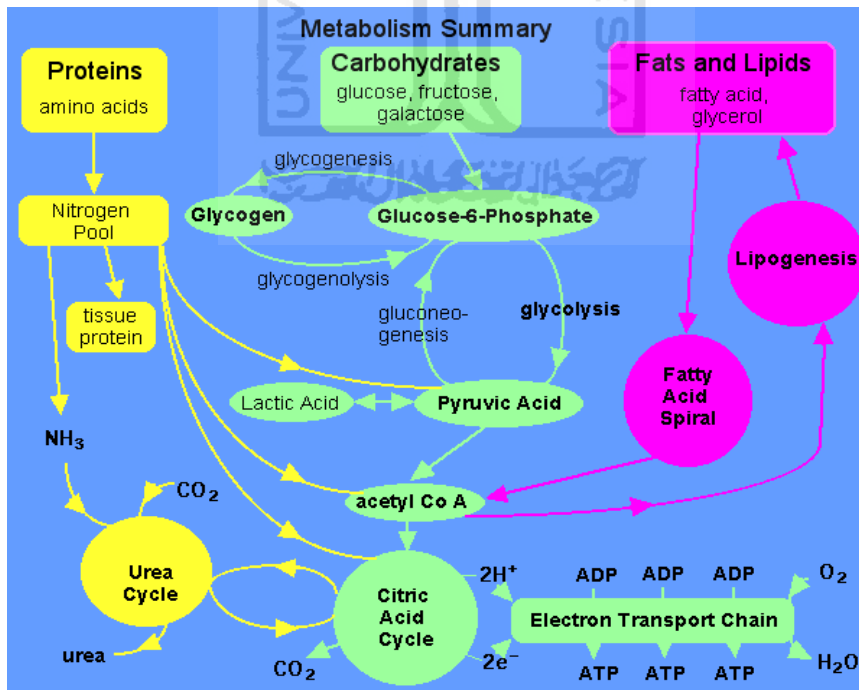 Metabolism Summary
Proteins
amino acids
Carbohydrates
glucose, fructose,
galactose
Fats and Lipids
fatty acid,
glycerol
glycogenesis
Nitrogen
Pool
Glycogen
Glucose-6-Phosphate
Lipogenesis
glycogenolysis
tissue
protein
gluconeo-
genesis
glycolysis
Fatty
Acid
Spiral
Lactic Acid
Pyruvic Acid
NH₃
CO₂
acetyl Co A
Urea
Cycle
Citric
Acid
Cycle
2H⁺
ADP
ADP
ADP
O₂
Electron Transport Chain
urea
CO₂
2e⁻
ATP
ATP
ATP
H₂O